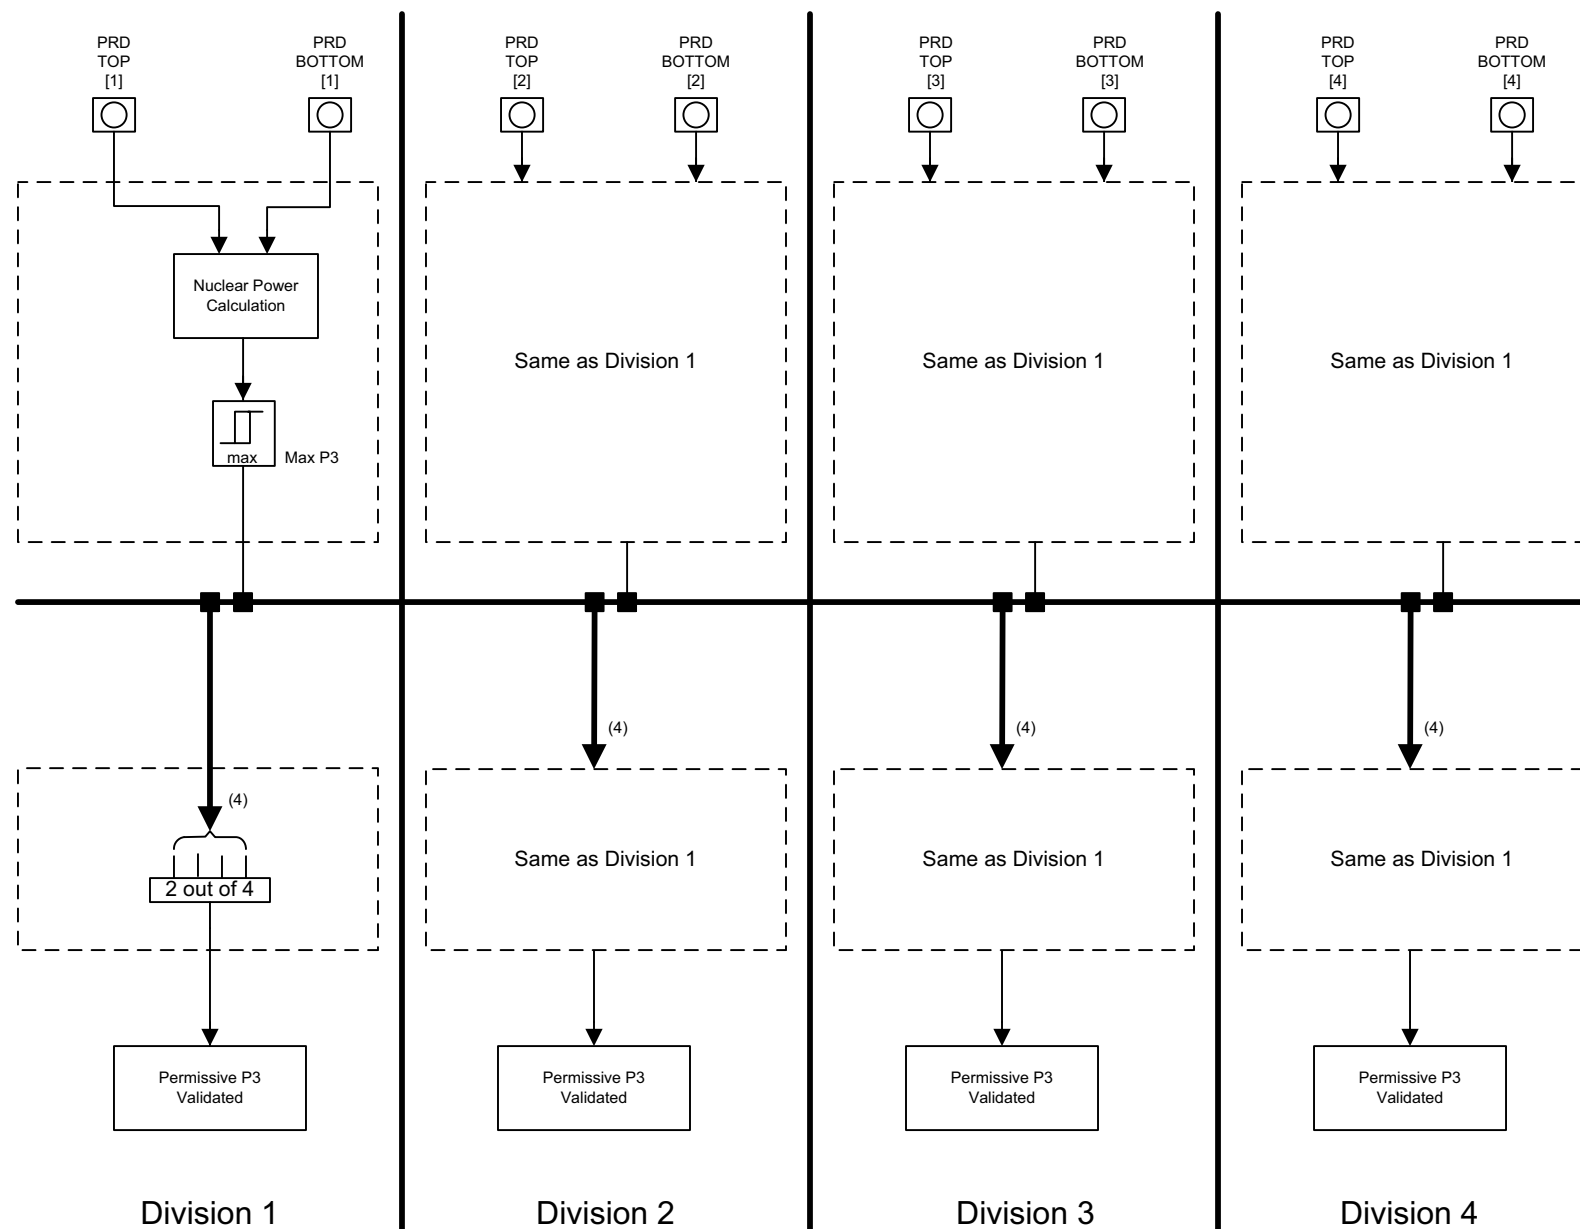 PRD
TOP
[1]
PRD
BOTTOM
[1]
PRD
TOP
[2]
PRD
BOTTOM
[2]
PRD
TOP
[3]
PRD
BOTTOM
[3]
PRD
TOP
[4]
PRD
BOTTOM
[4]
Nuclear Power
Calculation
Same as Division 1
Same as Division 1
Same as Division 1
max
Max P3
(4)
(4)
(4)
(4)
2 out of 4
Same as Division 1
Same as Division 1
Same as Division 1
Permissive P3
Validated
Permissive P3
Validated
Permissive P3
Validated
Permissive P3
Validated
Division 1
Division 2
Division 3
Division 4